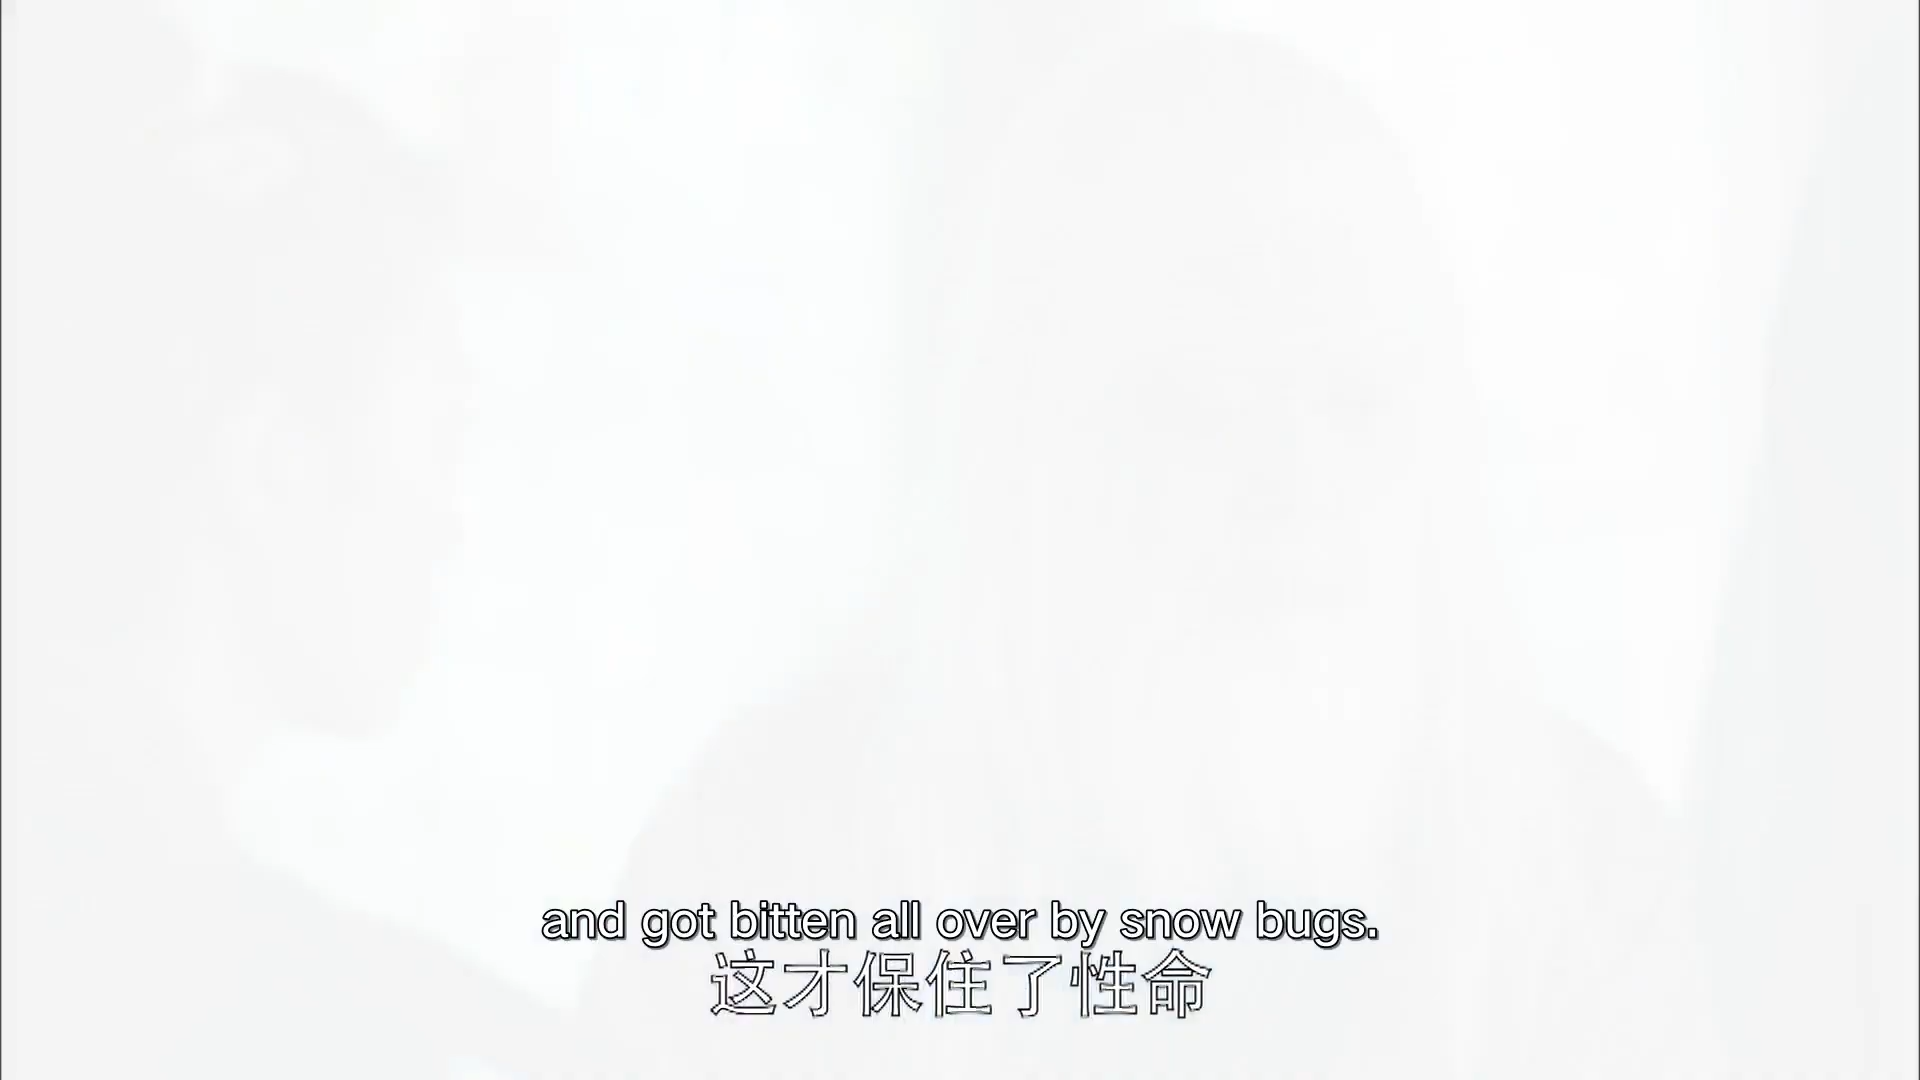 and got bitten all over by snow bugs.
这才保住了性命